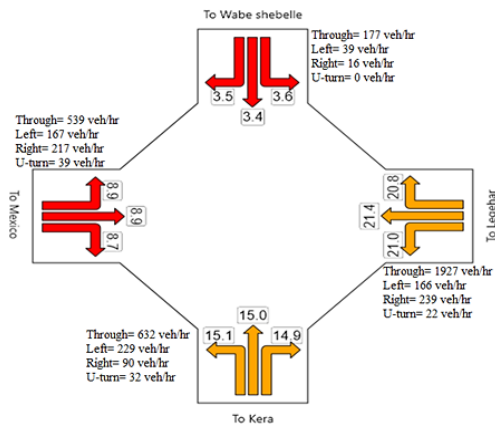 To Wabe shebelle
Through= 177 veh/hr
Left= 39 veh/hr
Right= 16 veh/hr
U-turn= 0 veh/hr
3.5
3.4
3.6
Through= 539 veh/hr
Left= 167 veh/hr
Right= 217 veh/hr
U-turn= 39 veh/hr
To Mexico
8.9
8.9
8.7
20.8
21.4
21.0
To Legehar
Through= 1927 veh/hr
Left= 166 veh/hr
Right= 239 veh/hr
U-turn= 22 veh/hr
Through= 632 veh/hr
Left= 229 veh/hr
Right= 90 veh/hr
U-turn= 32 veh/hr
15.1
15.0
14.9
To Kera